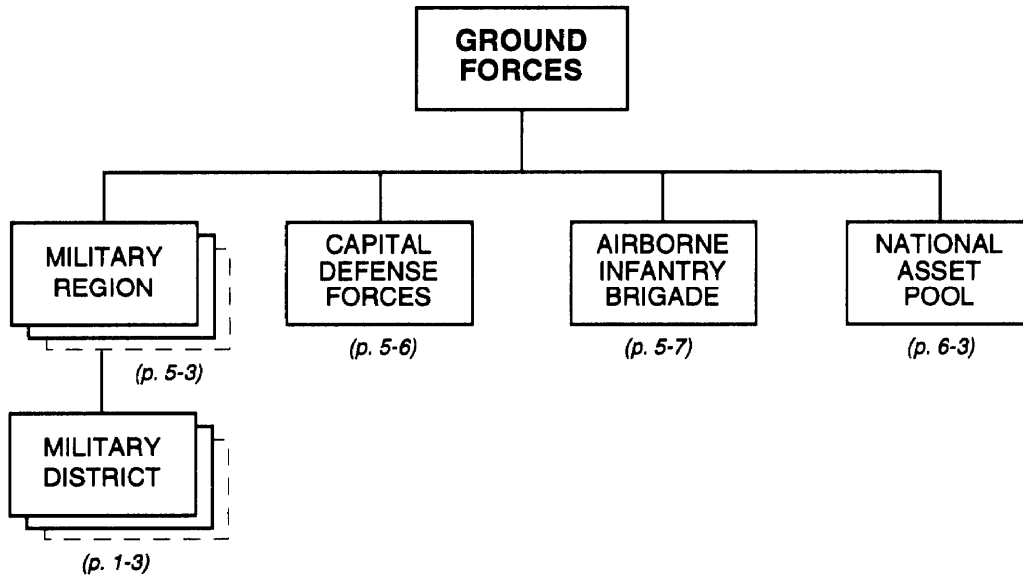 GROUND
FORCES
MILITARY
REGION
(p. 5-3)
CAPITAL
DEFENSE
FORCES
(p. 5-6)
AIRBORNE
INFANTRY
BRIGADE
(p. 5-7)
NATIONAL
ASSET
POOL
(p. 6-3)
MILITARY
DISTRICT
(p. 1-3)